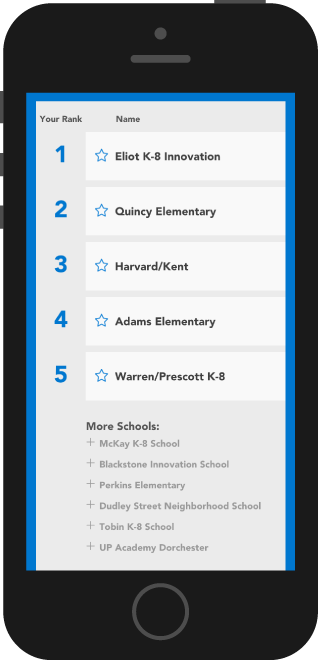 Your Rank Name
1 Eliot K-8 Innovation
2 Quincy Elementary
3 Harvard/Kent
4 Adams Elementary
5 Warren/Prescott K-8
More Schools:
+ McKay K-8 School
+ Blackstone Innovation School
+ Perkins Elementary
+ Dudley Street Neighborhood School
+ Tobin K-8 School
+ UP Academy Dorchester